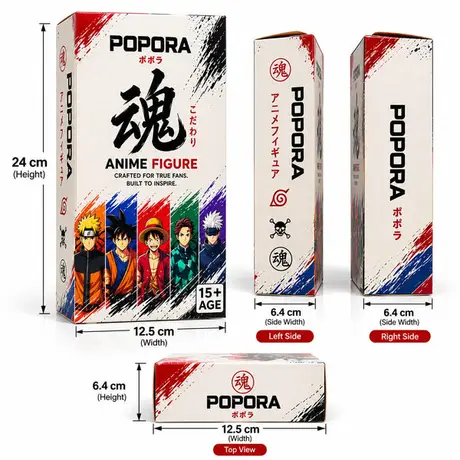 24 cm
(Height)
POPORA
アニメフィギュア
魂
POPORA
ポポラ
魂
こだわり
ANIME FIGURE
CRAFTED FOR TRUE FANS.
BUILT TO INSPIRE.
15+
AGE
12.5 cm
(Width)
魂
POPORA
アニメフィギュア
魂
6.4 cm
(Side Width)
Left Side
POPORA
ポポラ
6.4 cm
(Side Width)
Right Side
6.4 cm
(Height)
魂
POPORA
ポポラ
12.5 cm
(Width)
Top View